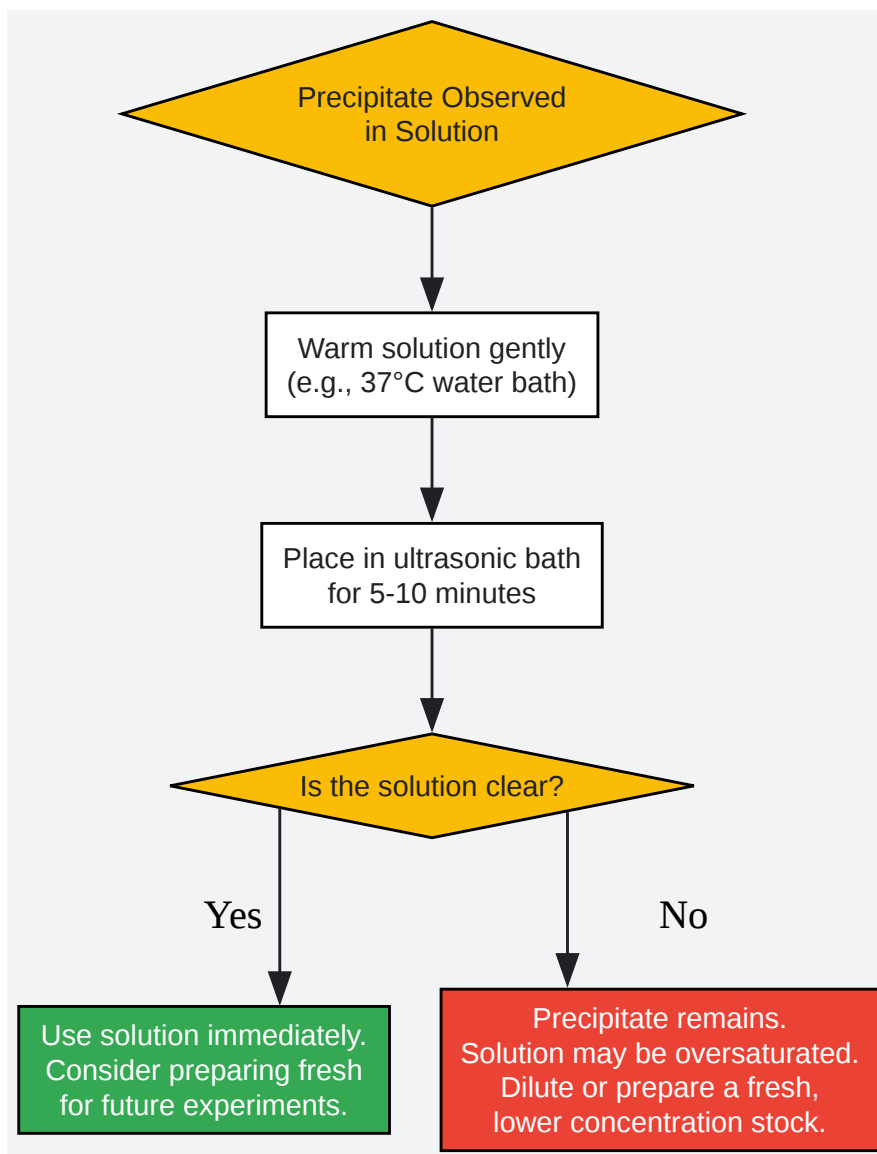 Precipitate Observed
in Solution
Warm solution gently
(e.g., 37°C water bath)
Place in ultrasonic bath
for 5-10 minutes
Is the solution clear?
Yes
No
Use solution immediately.
Consider preparing fresh
for future experiments.
Precipitate remains.
Solution may be oversaturated.
Dilute or prepare a fresh,
lower concentration stock.